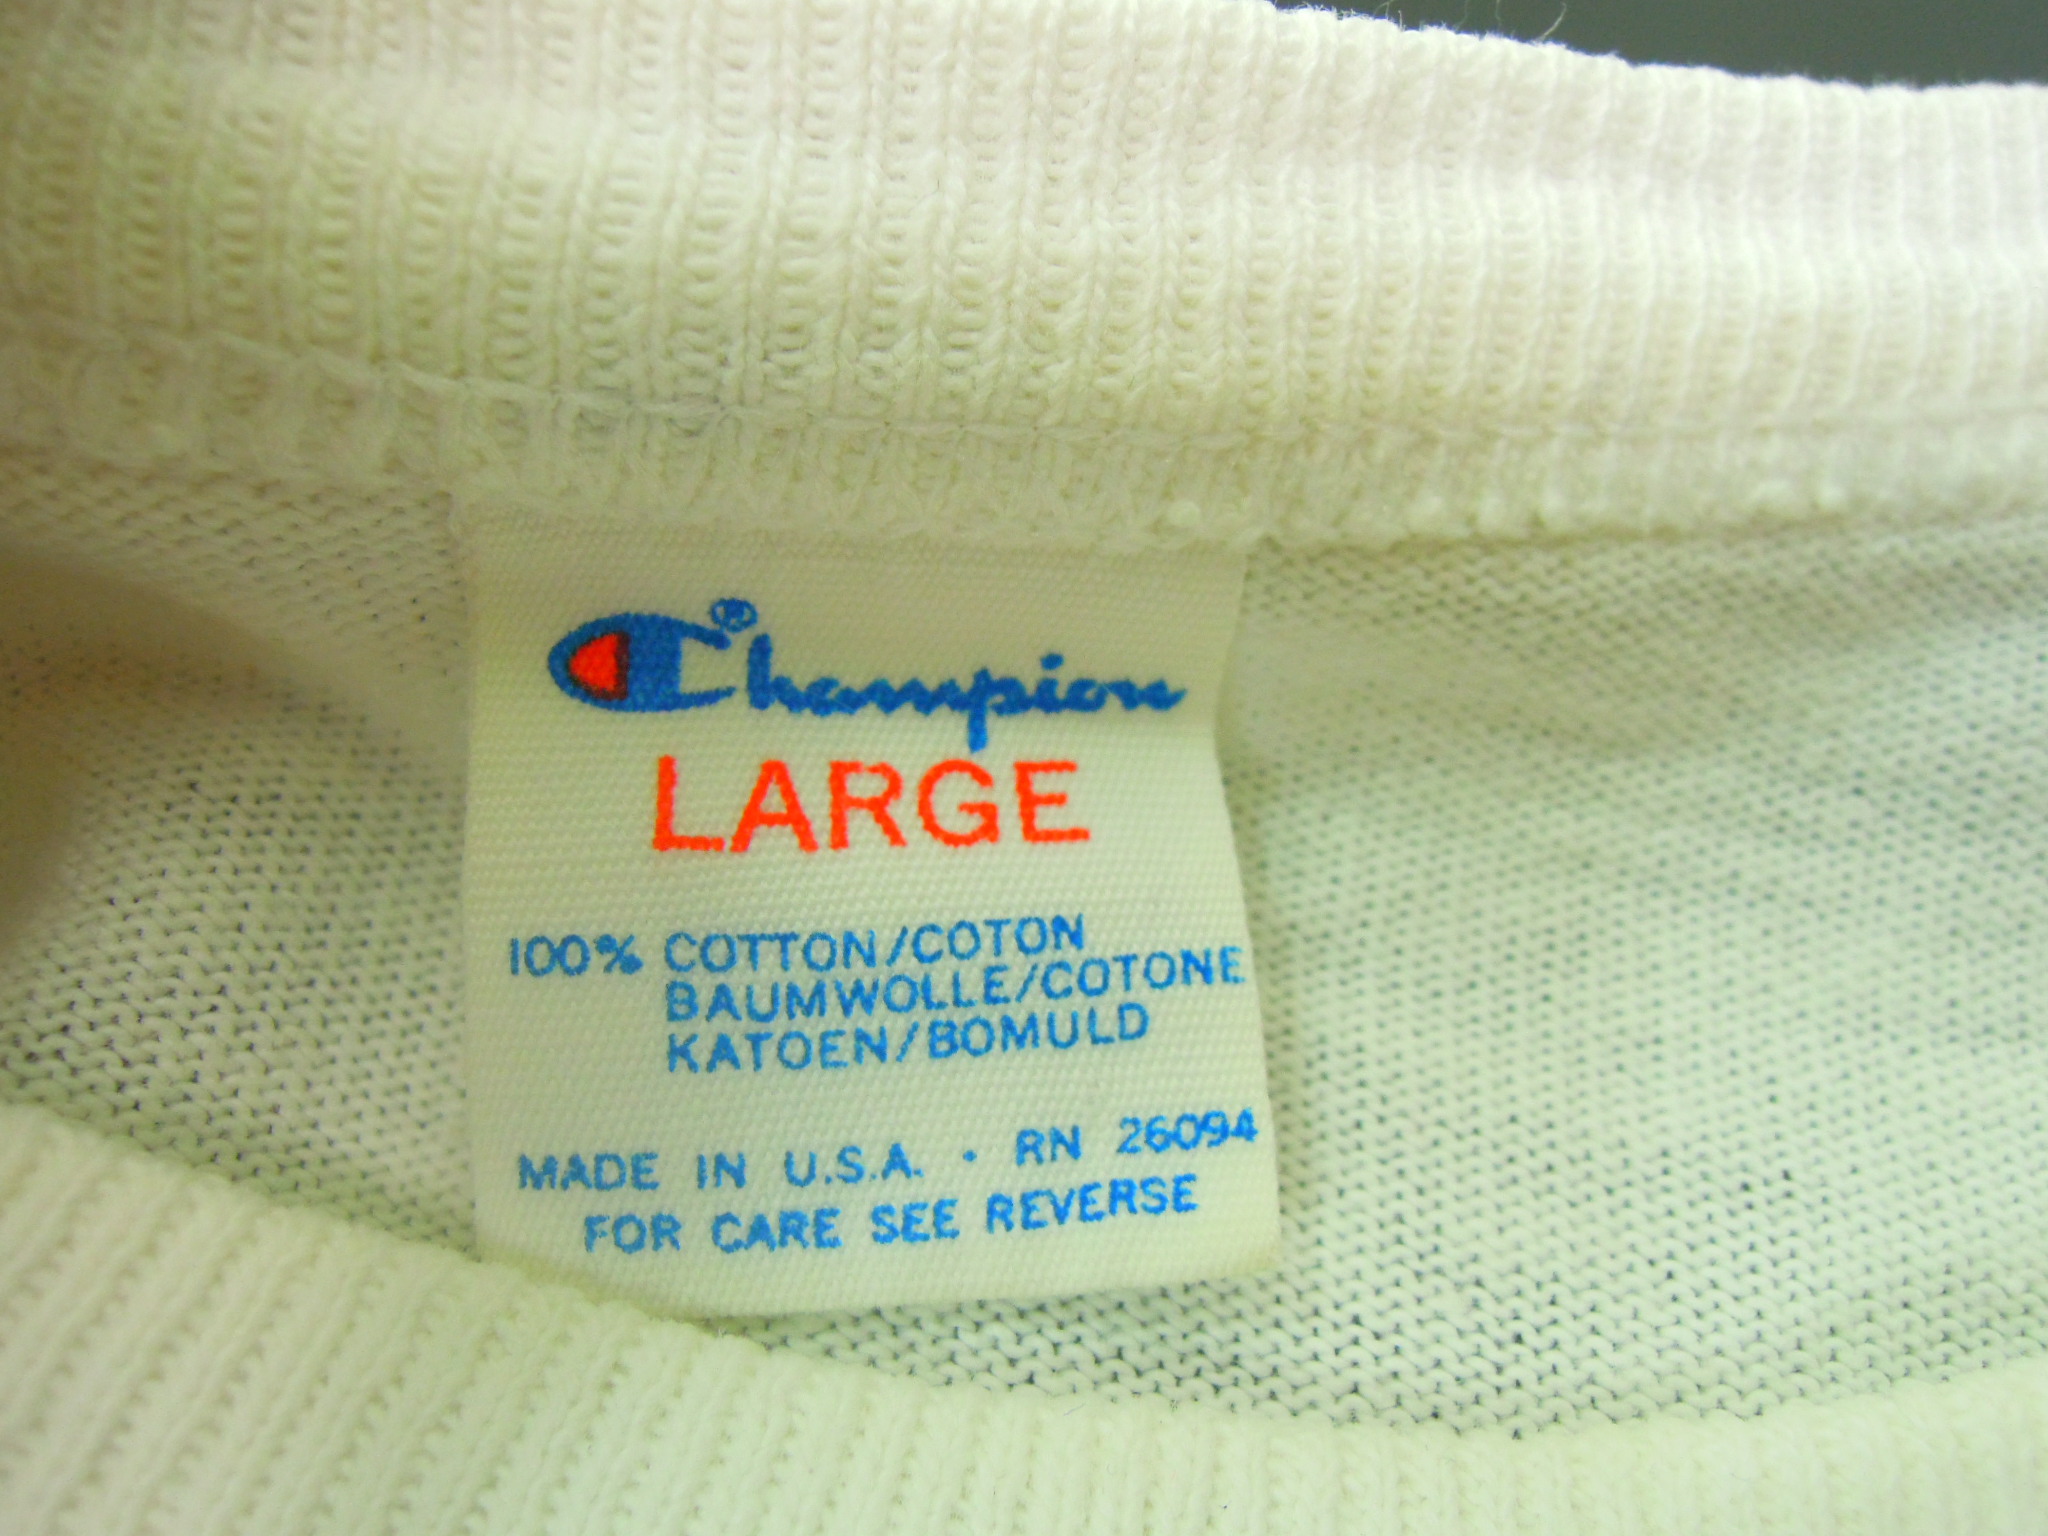 Champion®
LARGE
100% COTTON/COTON
BAUMWOLLE/COTONE
KATOEN/BOMULD
MADE IN U.S.A. · RN 26094
FOR CARE SEE REVERSE